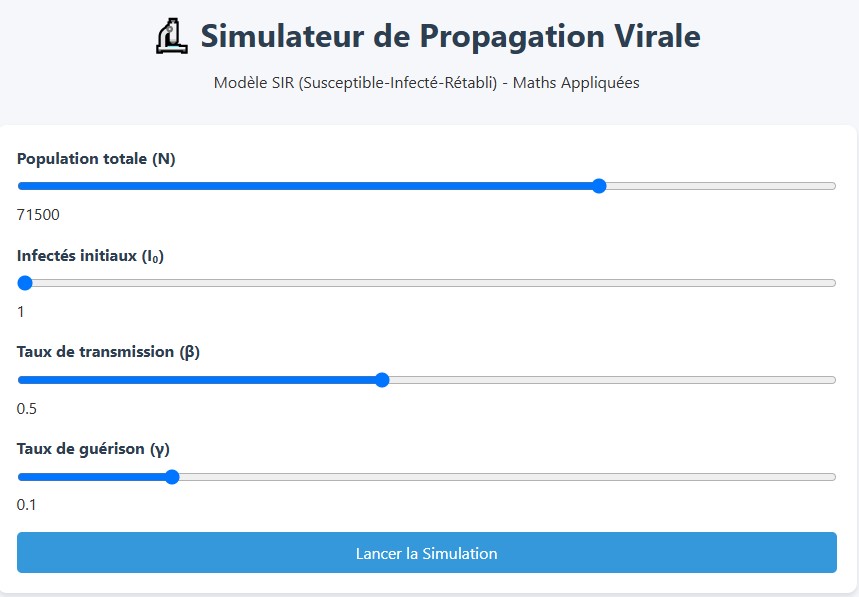 Simulateur de Propagation Virale
Modèle SIR (Susceptible-Infecté-Rétabli) - Maths Appliquées
Population totale (N)
71500
Infectés initiaux (I₀)
1
Taux de transmission (β)
0.5
Taux de guérison (γ)
0.1
Lancer la Simulation